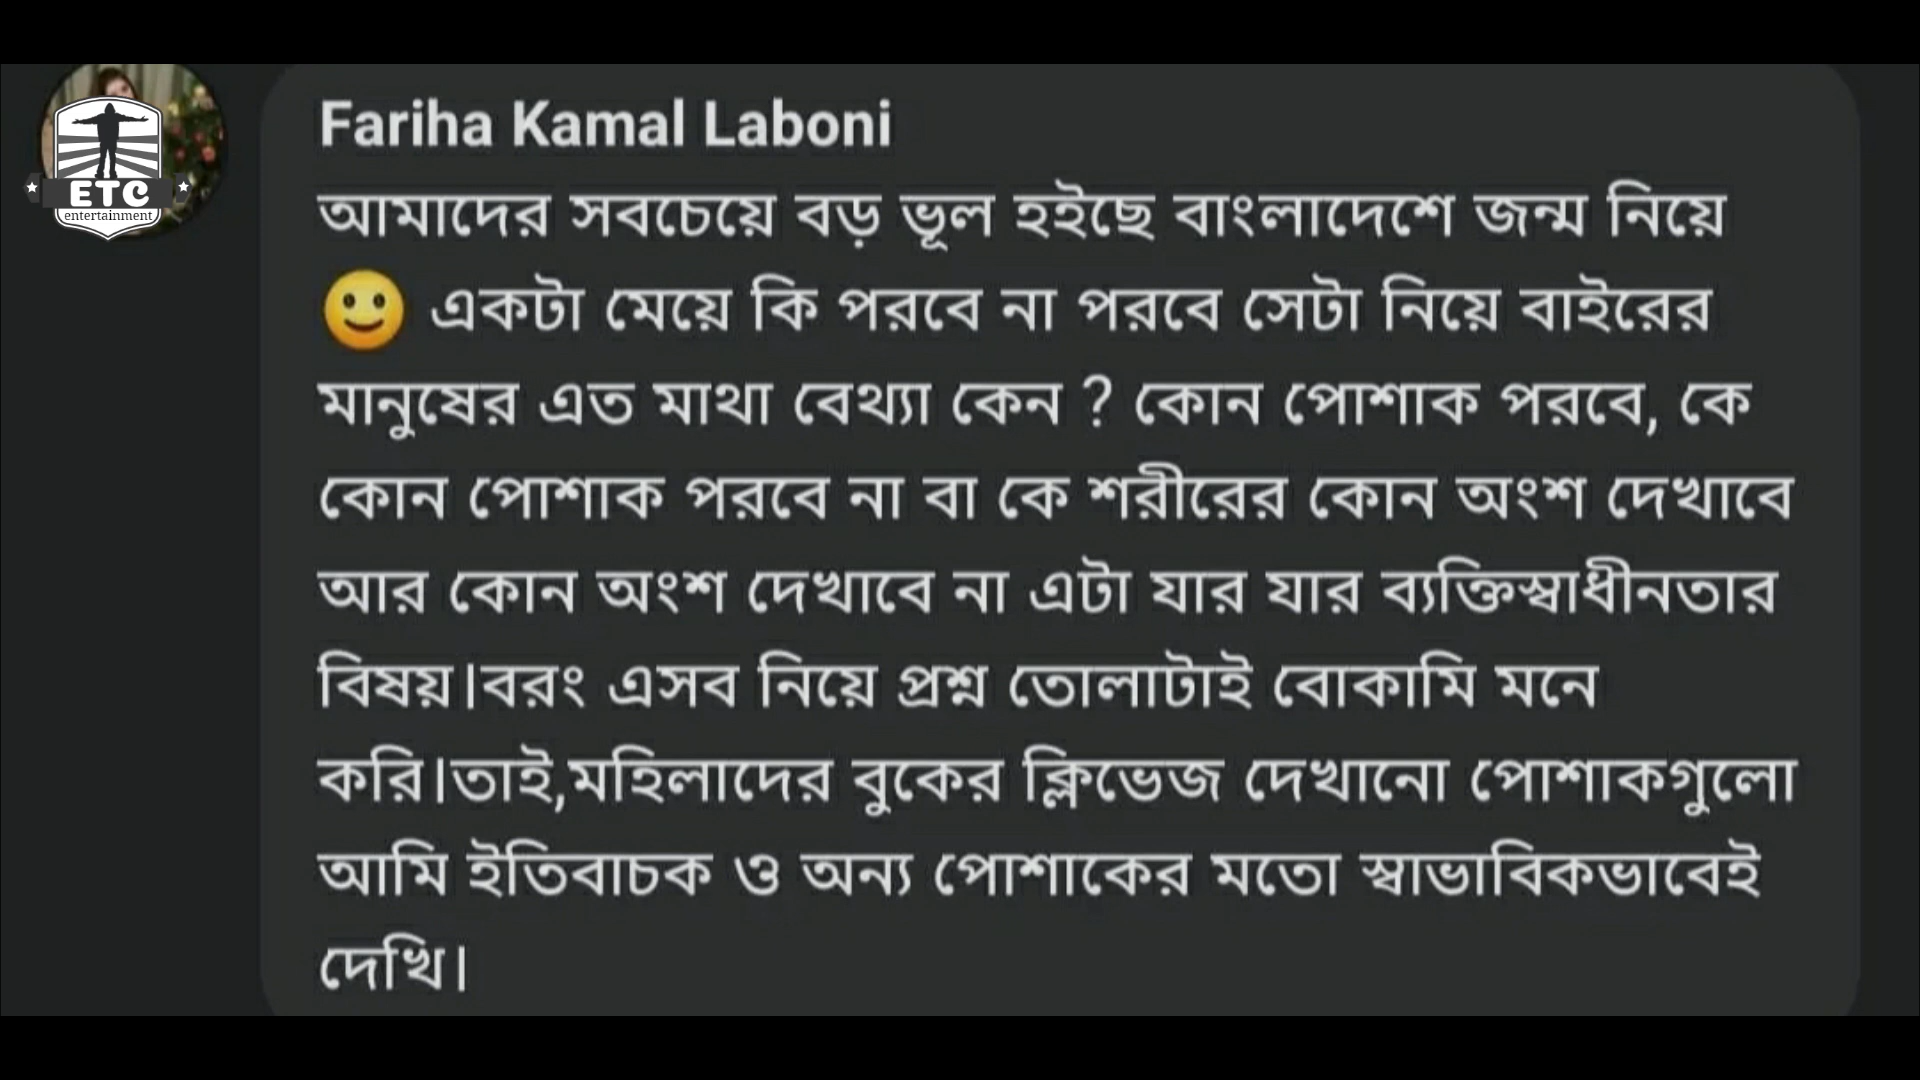 ETC
entertainment
Fariha Kamal Laboni
আমাদের সবচেয়ে বড় ভূল হইছে বাংলাদেশে জন্ম নিয়ে
🙂 একটা মেয়ে কি পরবে না পরবে সেটা নিয়ে বাইরের
মানুষের এত মাথা বেথ্যা কেন ? কোন পোশাক পরবে, কে
কোন পোশাক পরবে না বা কে শরীরের কোন অংশ দেখাবে
আর কোন অংশ দেখাবে না এটা যার যার ব্যক্তিস্বাধীনতার
বিষয়।বরং এসব নিয়ে প্রশ্ন তোলাটাই বোকামি মনে
করি।তাই,মহিলাদের বুকের ক্লিভেজ দেখানো পোশাকগুলো
আমি ইতিবাচক ও অন্য পোশাকের মতো স্বাভাবিকভাবেই
দেখি।